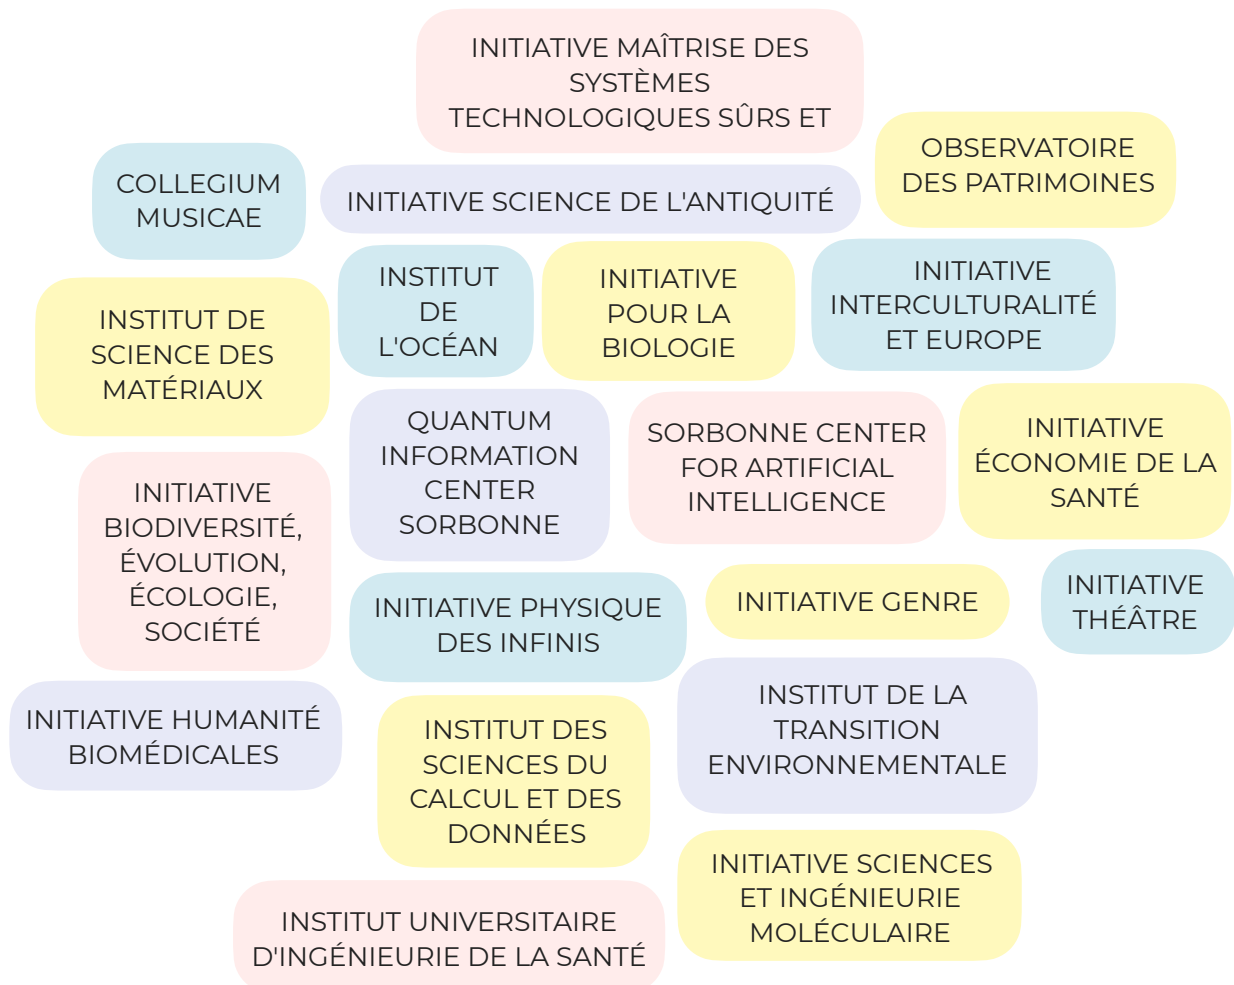 INITIATIVE MAÎTRISE DES
SYSTÈMES
TECHNOLOGIQUES SÛRS ET
OBSERVATOIRE
DES PATRIMOINES
COLLEGIUM
MUSICAE
INITIATIVE SCIENCE DE L'ANTIQUITÉ
INSTITUT DE
SCIENCE DES
MATÉRIAUX
INSTITUT
DE
L'OCÉAN
INITIATIVE
POUR LA
BIOLOGIE
INITIATIVE
INTERCULTURALITÉ
ET EUROPE
QUANTUM
INFORMATION
CENTER
SORBONNE
SORBONNE CENTER
FOR ARTIFICIAL
INTELLIGENCE
INITIATIVE
ÉCONOMIE DE LA
SANTÉ
INITIATIVE
BIODIVERSITÉ,
ÉVOLUTION,
ÉCOLOGIE,
SOCIÉTÉ
INITIATIVE PHYSIQUE
DES INFINIS
INITIATIVE GENRE
INITIATIVE
THÉÂTRE
INITIATIVE HUMANITÉ
BIOMÉDICALES
INSTITUT DES
SCIENCES DU
CALCUL ET DES
DONNÉES
INSTITUT DE LA
TRANSITION
ENVIRONNEMENTALE
INITIATIVE SCIENCES
ET INGÉNIEURIE
MOLÉCULAIRE
INSTITUT UNIVERSITAIRE
D'INGÉNIEURIE DE LA SANTÉ